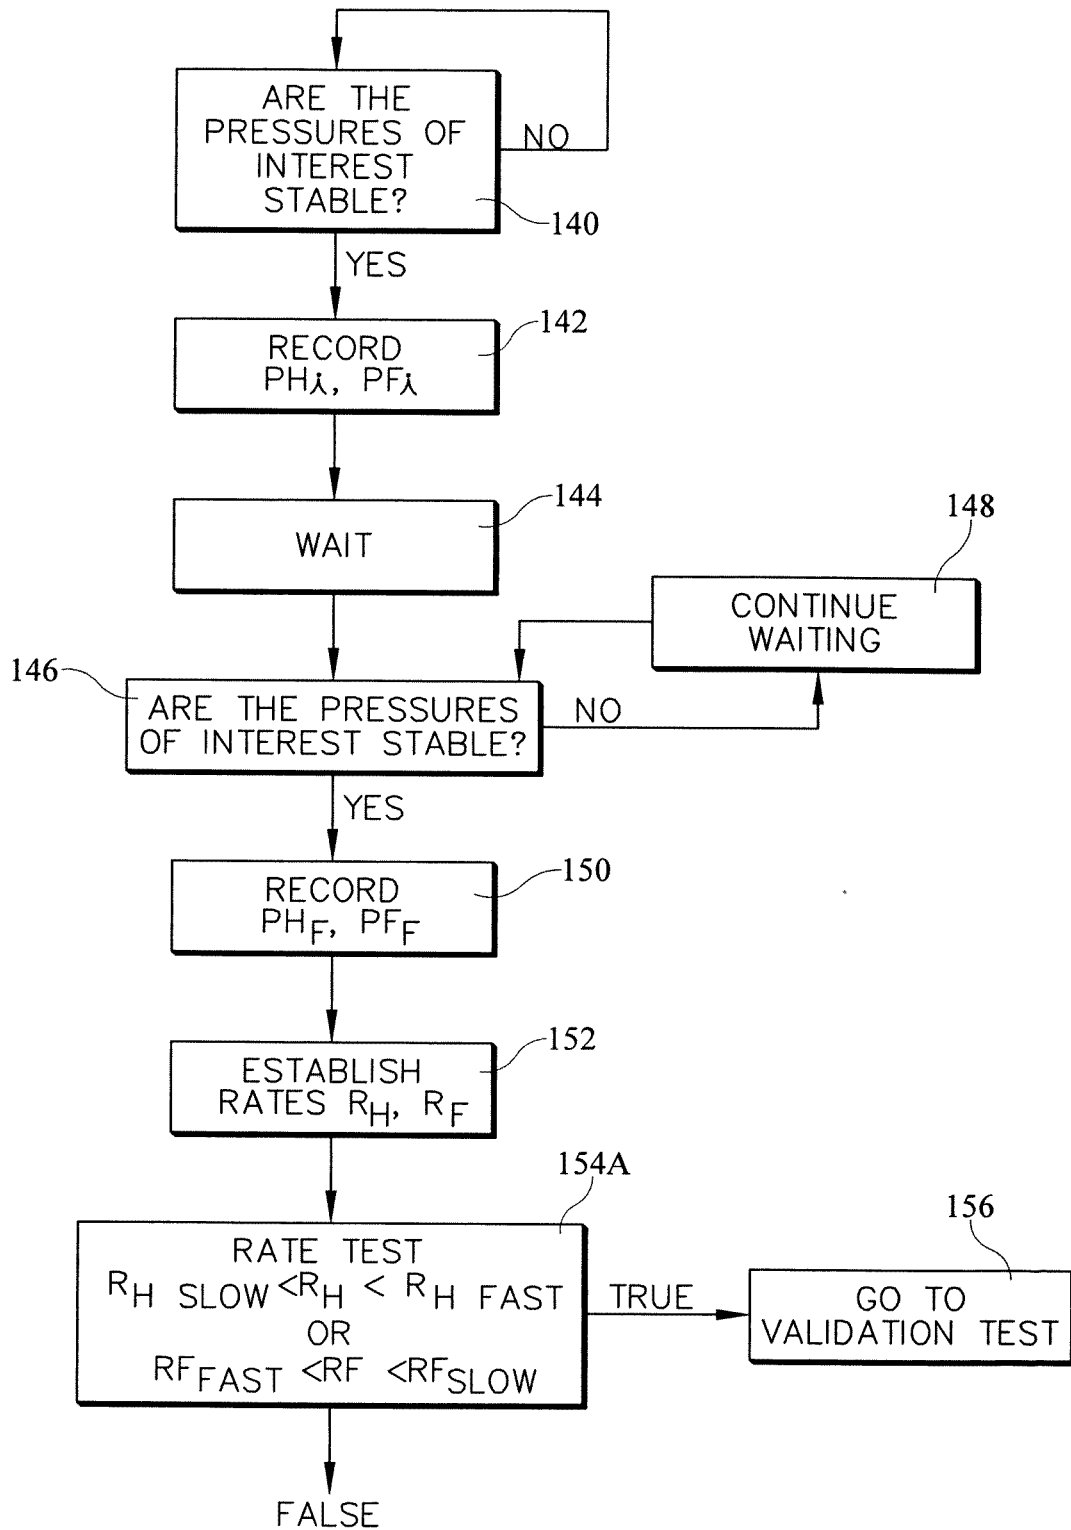 ARE THE
PRESSURES OF
INTEREST
STABLE?
NO
140
YES
142
RECORD
PHi, PFi
144
WAIT
148
CONTINUE
WAITING
146
ARE THE PRESSURES
OF INTEREST STABLE?
NO
YES
150
RECORD
PHF, PFF
152
ESTABLISH
RATES RH, RF
154A
RATE TEST
RH SLOW <RH < RH FAST
OR
RFFAST <RF <RFSLOW
TRUE
156
GO TO
VALIDATION TEST
FALSE